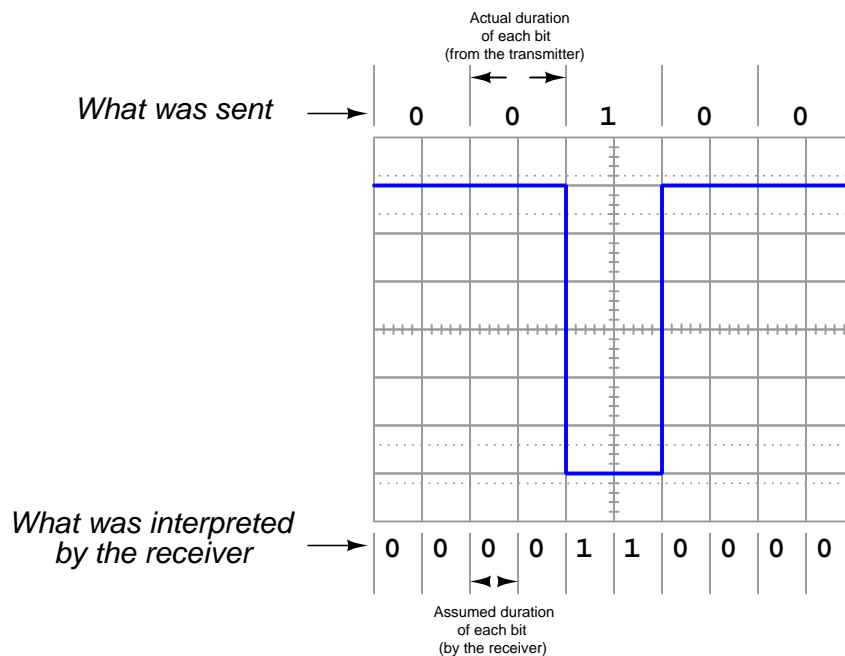 Actual duration
of each bit
(from the transmitter)
What was sent
0 0 1 0 0
What was interpreted
by the receiver
0 0 0 0 1 1 0 0 0 0
Assumed duration
of each bit
(by the receiver)